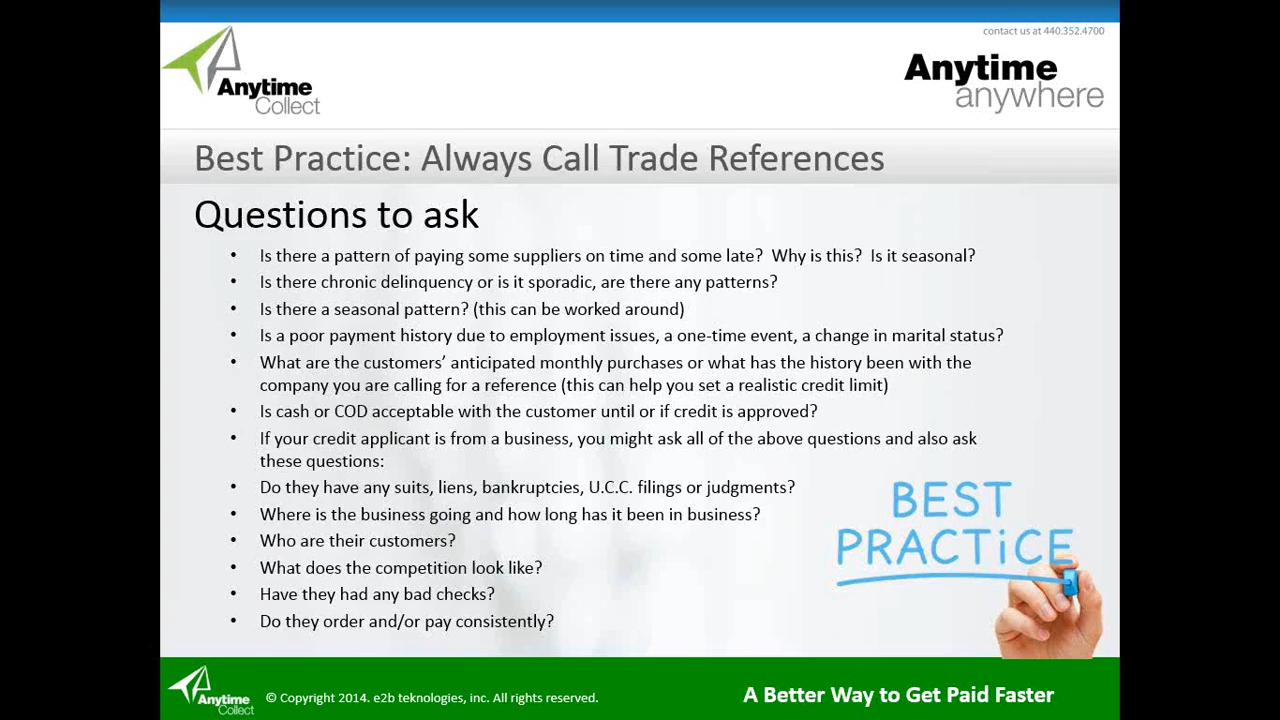 contact us at 440.352.4700
Anytime
Collect
Anytime
anywhere
Best Practice: Always Call Trade References
Questions to ask
• Is there a pattern of paying some suppliers on time and some late? Why is this? Is it seasonal?
• Is there chronic delinquency or is it sporadic, are there any patterns?
• Is there a seasonal pattern? (this can be worked around)
• Is a poor payment history due to employment issues, a one-time event, a change in marital status?
• What are the customers' anticipated monthly purchases or what has the history been with the
company you are calling for a reference (this can help you set a realistic credit limit)
• Is cash or COD acceptable with the customer until or if credit is approved?
• If your credit applicant is from a business, you might ask all of the above questions and also ask
these questions:
• Do they have any suits, liens, bankruptcies, U.C.C. filings or judgments?
• Where is the business going and how long has it been in business?
• Who are their customers?
• What does the competition look like?
• Have they had any bad checks?
• Do they order and/or pay consistently?
BEST
PRACTiCE
Anytime
Collect
© Copyright 2014. e2b teknologies, inc. All rights reserved.
A Better Way to Get Paid Faster